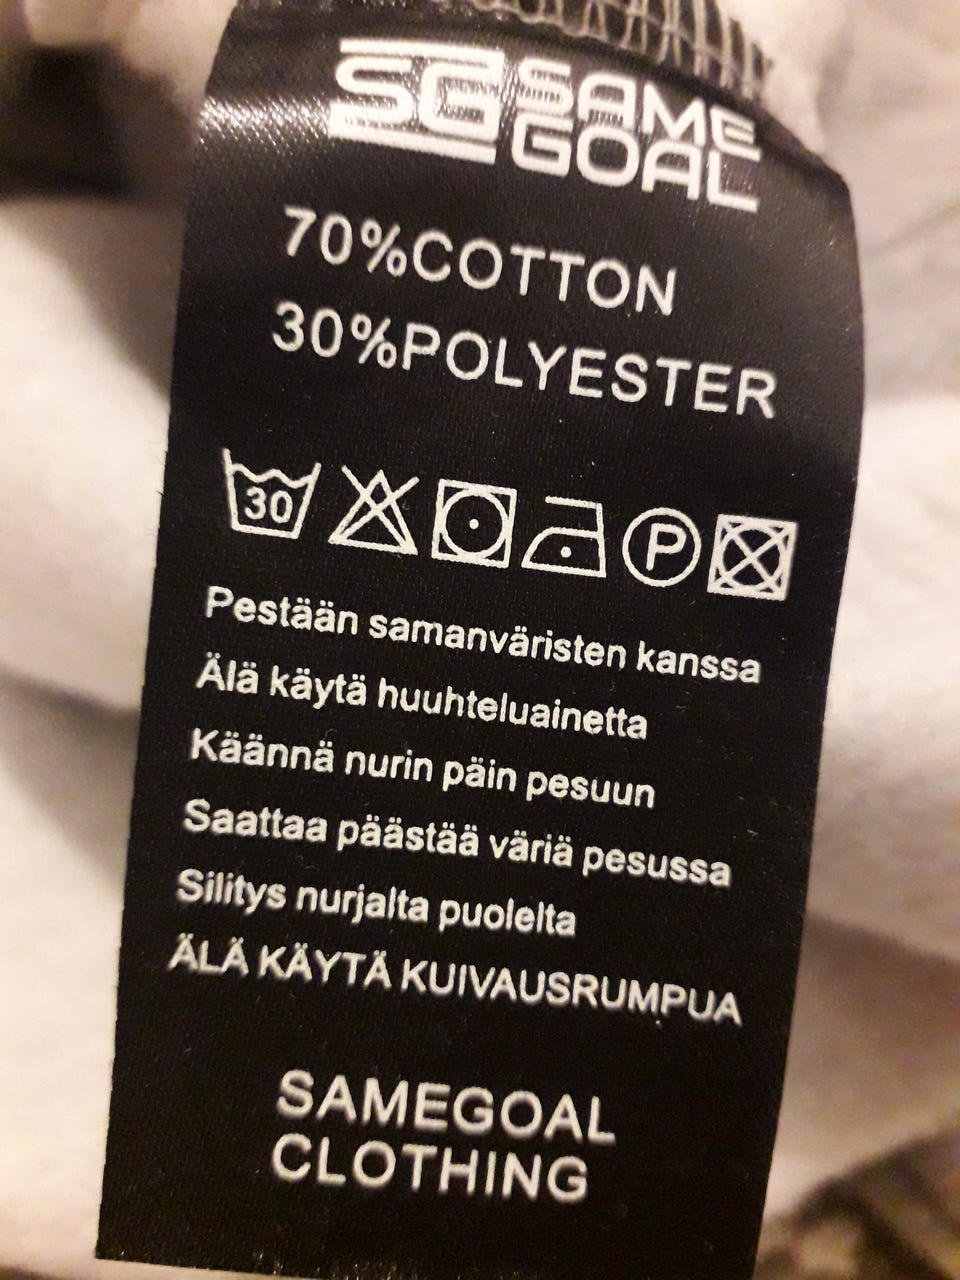 SG SAME
GOAL
70%COTTON
30%POLYESTER
30 P
Pestään samanväristen kanssa
Älä käytä huuhteluainetta
Käännä nurin päin pesuun
Saattaa päästää väriä pesussa
Silitys nurjalta puolelta
ÄLÄ KÄYTÄ KUIVAUSRUMPUA
SAMEGOAL
CLOTHING